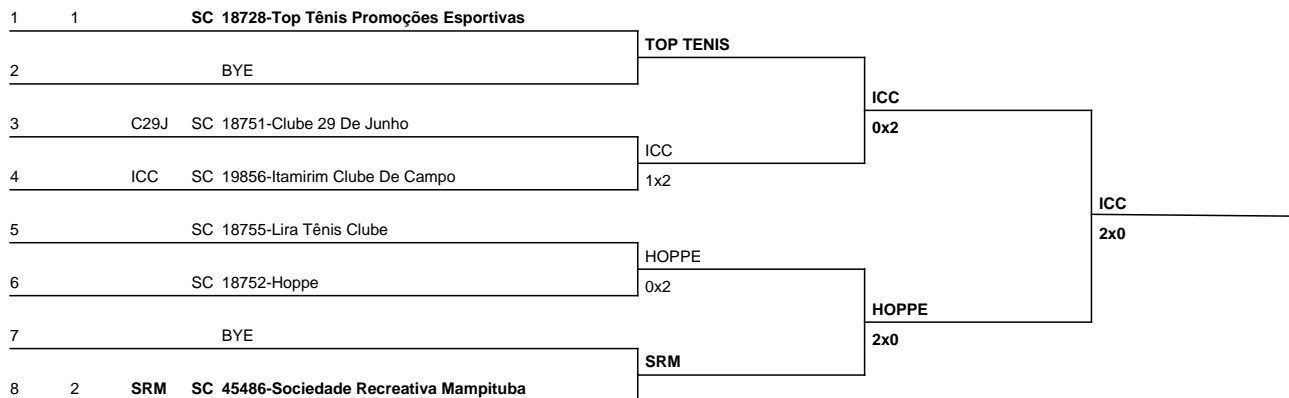 1 1 SC 18728-Top Tênis Promoções Esportivas
TOP TENIS
2 BYE
ICC
3 C29J SC 18751-Clube 29 De Junho
0x2
ICC
4 ICC SC 19856-Itamirim Clube De Campo
1x2
ICC
5 SC 18755-Lira Tênis Clube
2x0
HOPPE
6 SC 18752-Hoppe
0x2
HOPPE
7 BYE
2x0
SRM
8 2 SRM SC 45486-Sociedade Recreativa Mampituba